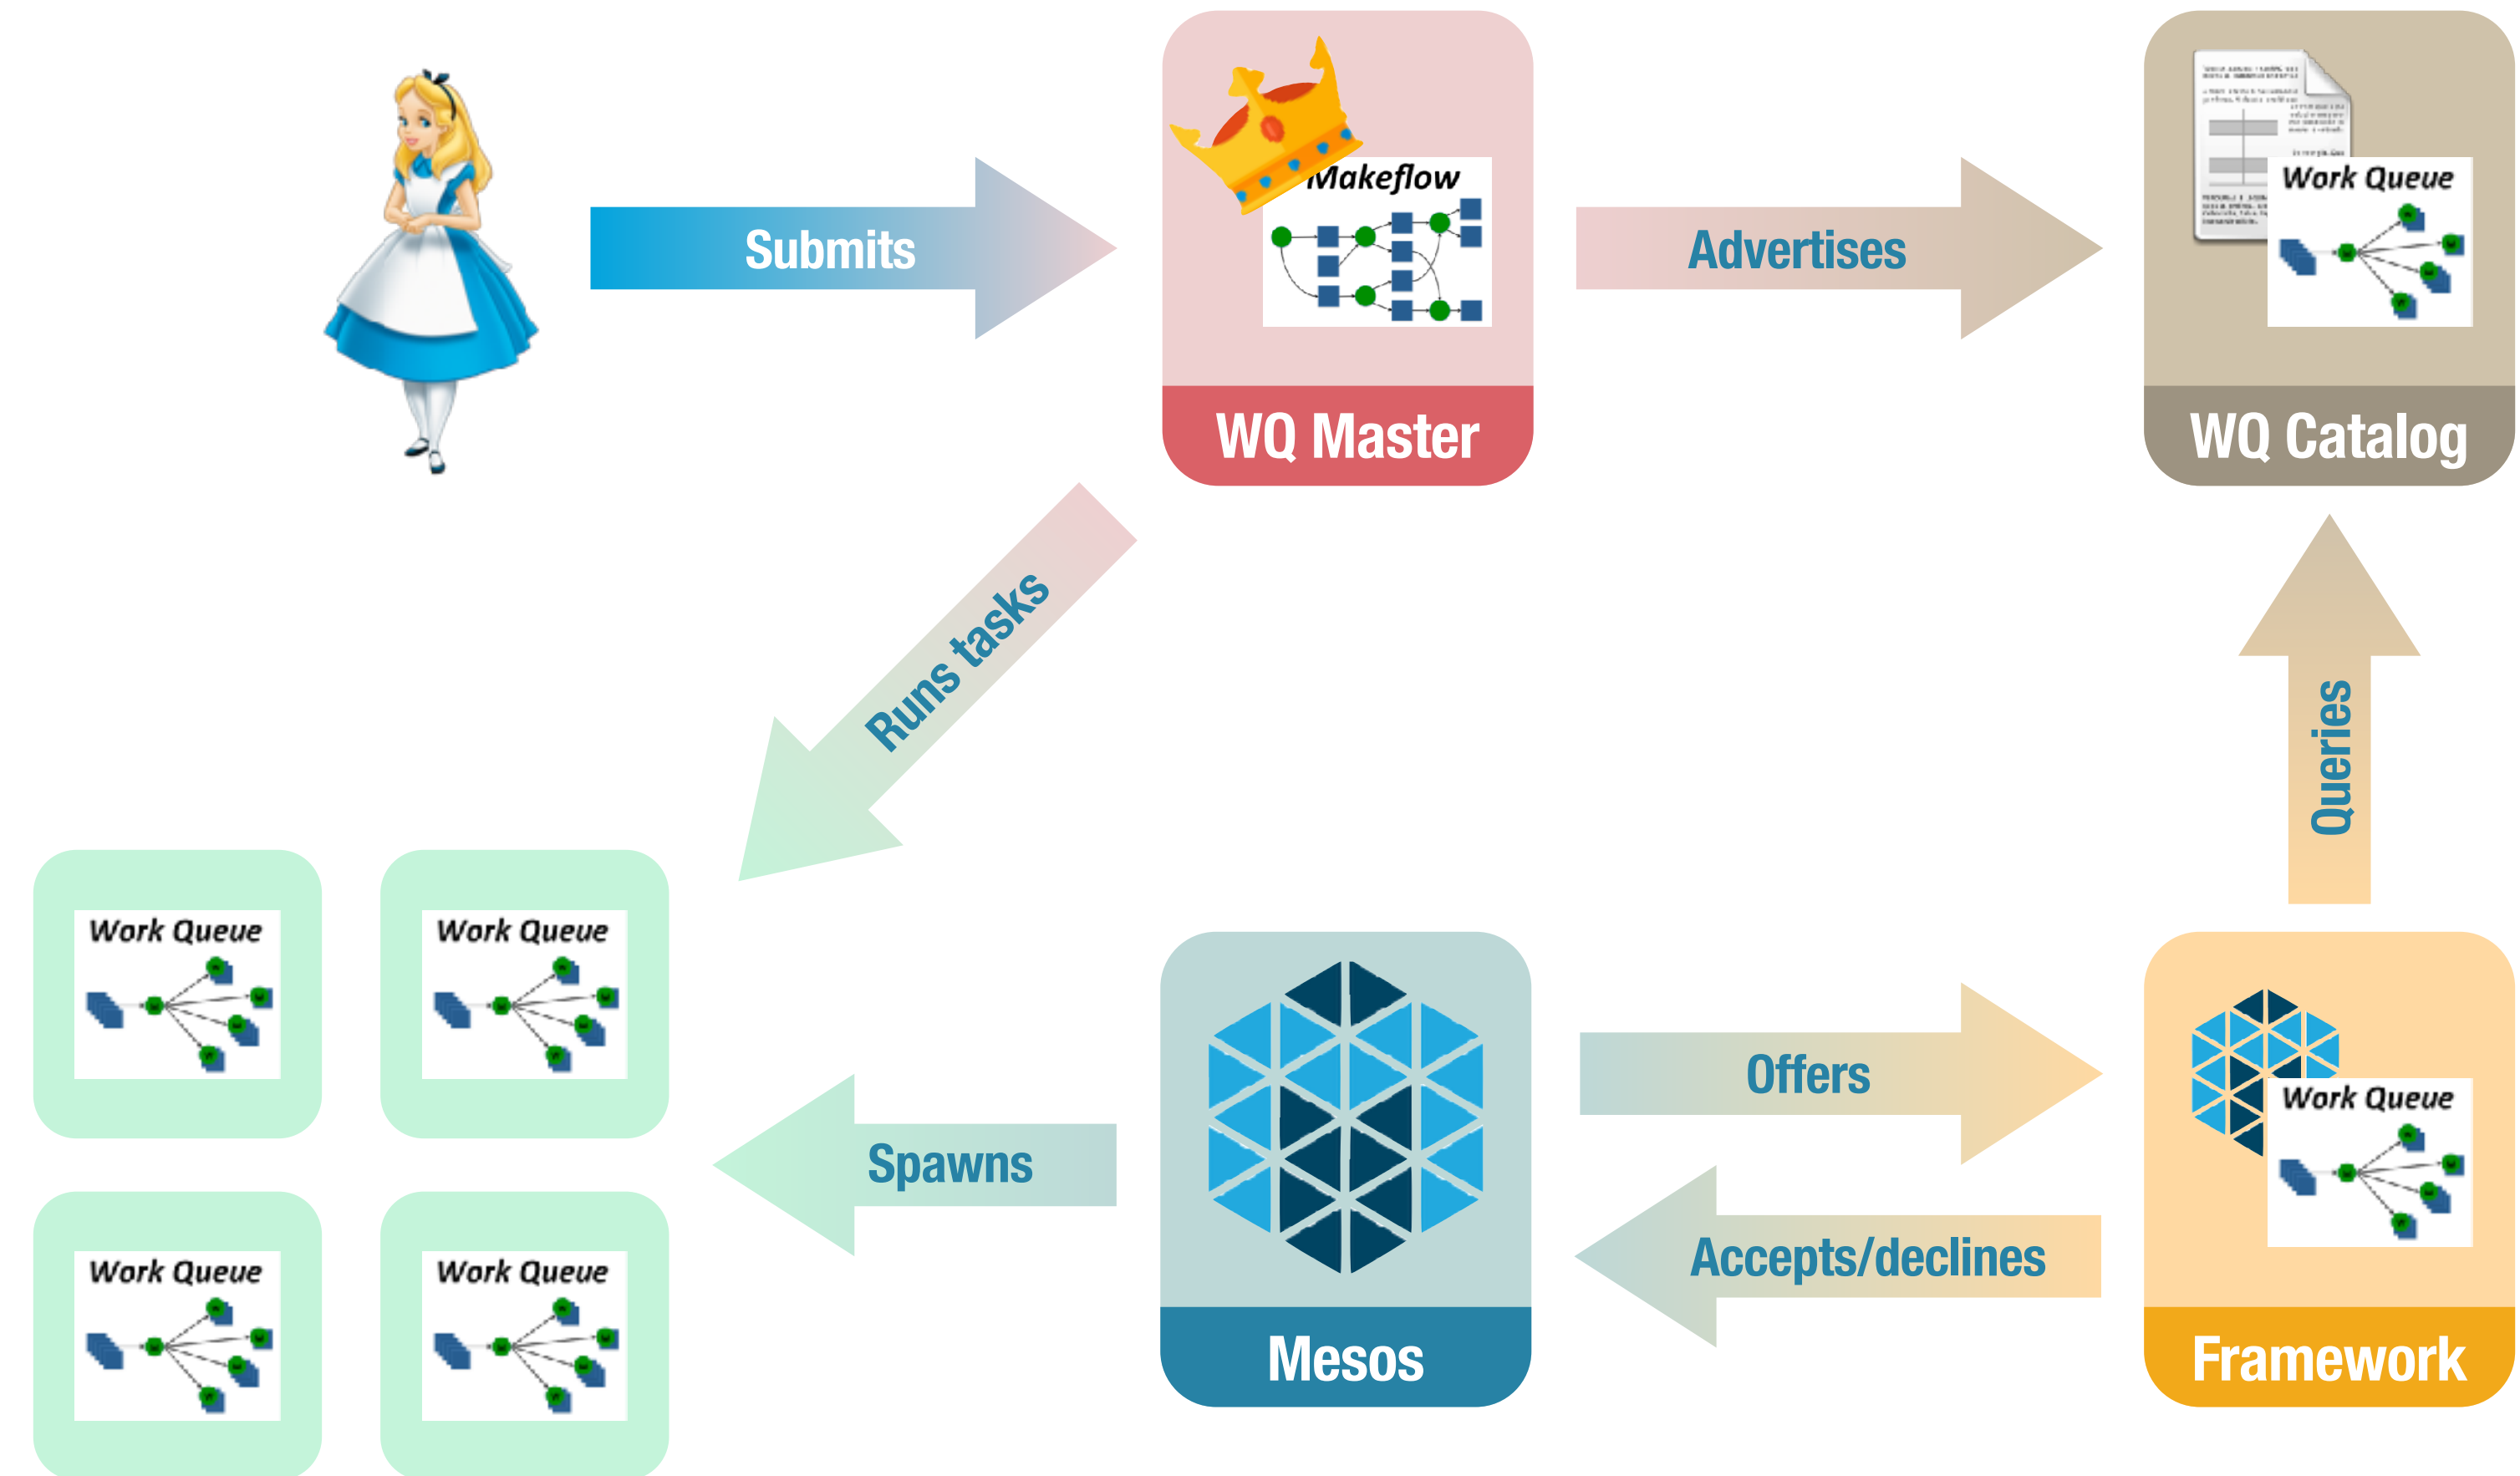 Submits
Makeflow
WQ Master
Advertises
Work Queue
WQ Catalog
Runs tasks
Queries
Work Queue
Work Queue
Work Queue
Work Queue
Spawns
Mesos
Offers
Accepts/declines
Work Queue
Framework